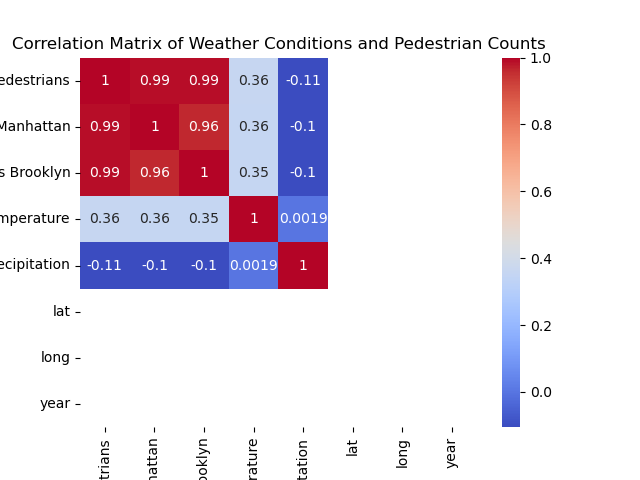 Correlation Matrix of Weather Conditions and Pedestrian Counts
edestrians 1 0.99 0.99 0.36 -0.11
Manhattan 0.99 1 0.96 0.36 -0.1
s Brooklyn 0.99 0.96 1 0.35 -0.1
mperature 0.36 0.36 0.35 1 0.0019
ecipitation -0.11 -0.1 -0.1 0.0019 1
lat
long
year
trians
hattan
ooklyn
rature
tation
lat
long
year
1.0
0.8
0.6
0.4
0.2
0.0